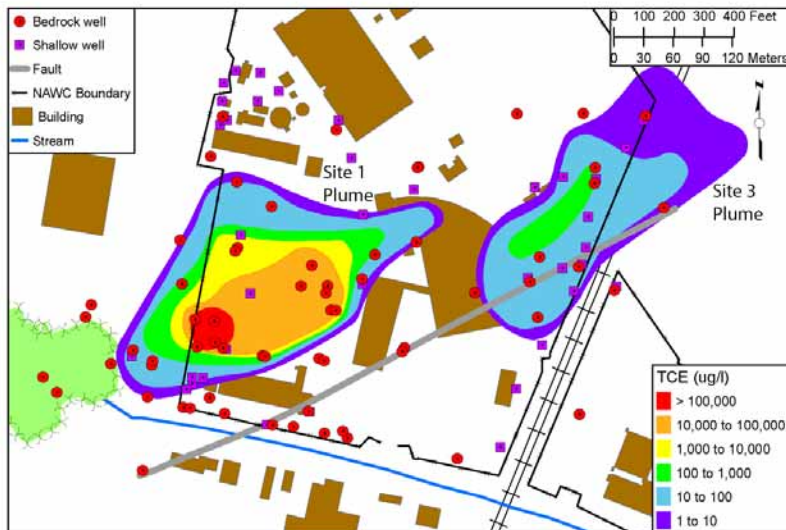 Bedrock well
Shallow well
Fault
NAWC Boundary
Building
Stream
0 100 200 300 400 Feet
0 30 60 90 120 Meters
N
Site 1
Plume
Site 3
Plume
TCE (ug/l)
> 100,000
10,000 to 100,000
1,000 to 10,000
100 to 1,000
10 to 100
1 to 10